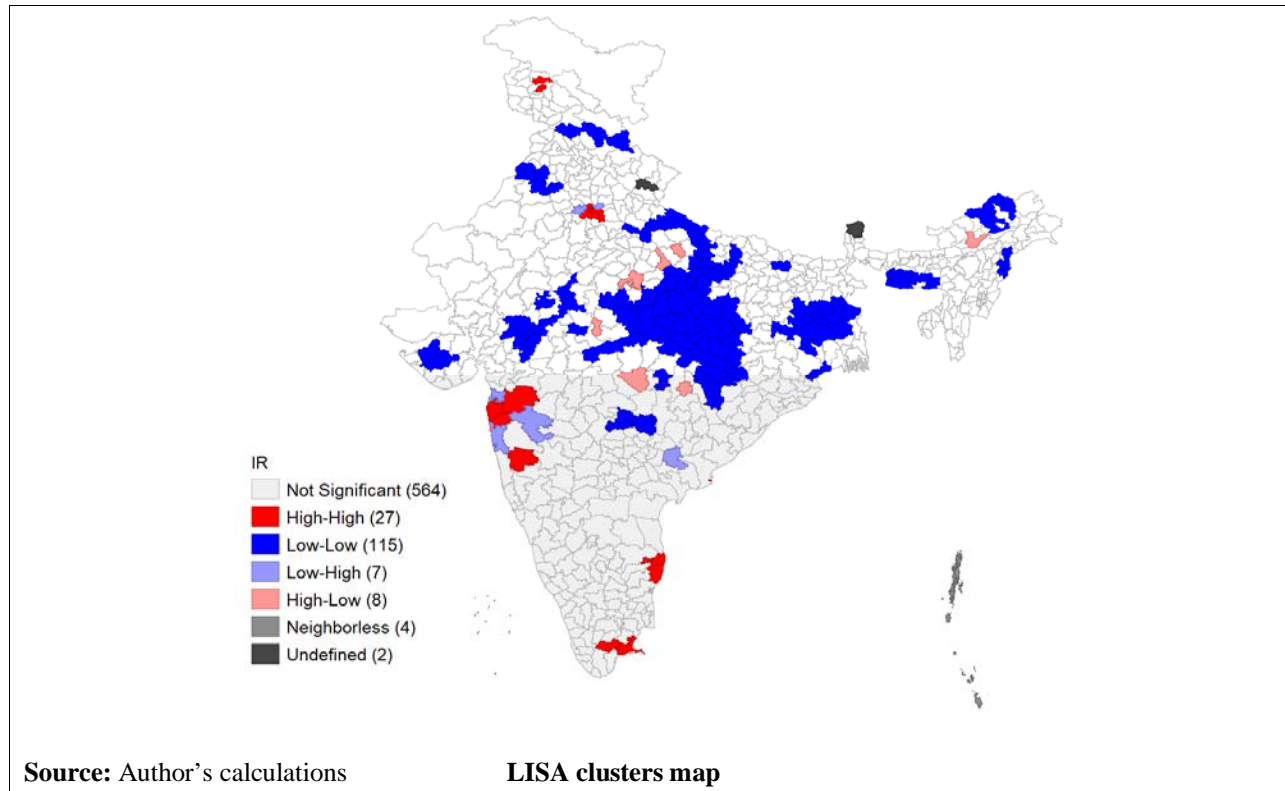 IR
Not Significant (564)
High-High (27)
Low-Low (115)
Low-High (7)
High-Low (8)
Neighborless (4)
Undefined (2)
Source: Author's calculations LISA clusters map